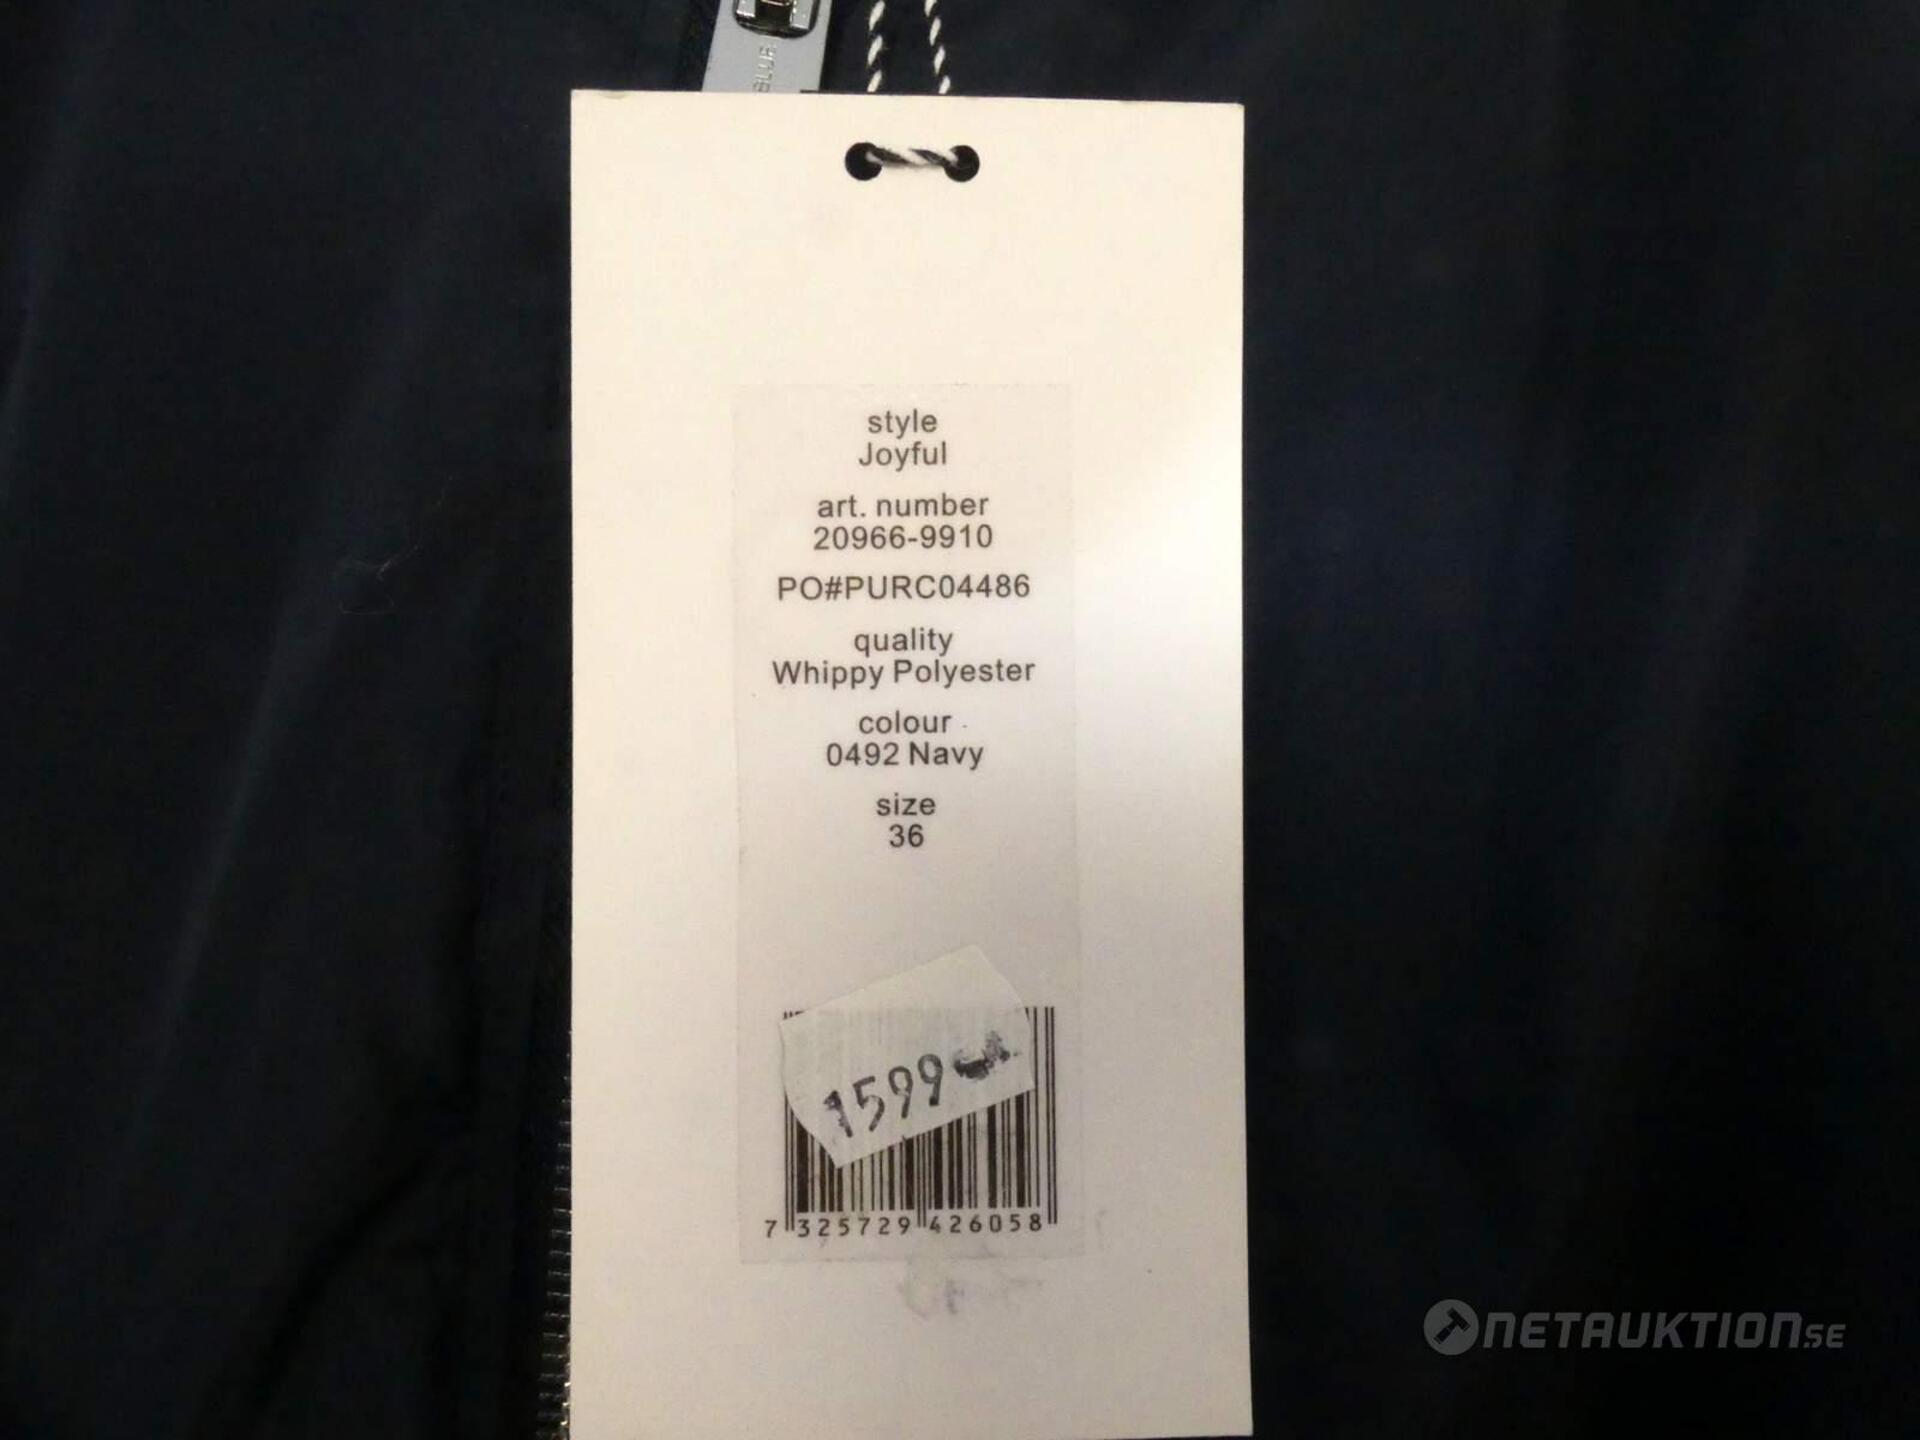 BLUE
style
Joyful
art. number
20966-9910
PO#PURC04486
quality
Whippy Polyester
colour
0492 Navy
size
36
1599
7 325729 426058
NETAUKTION.SE